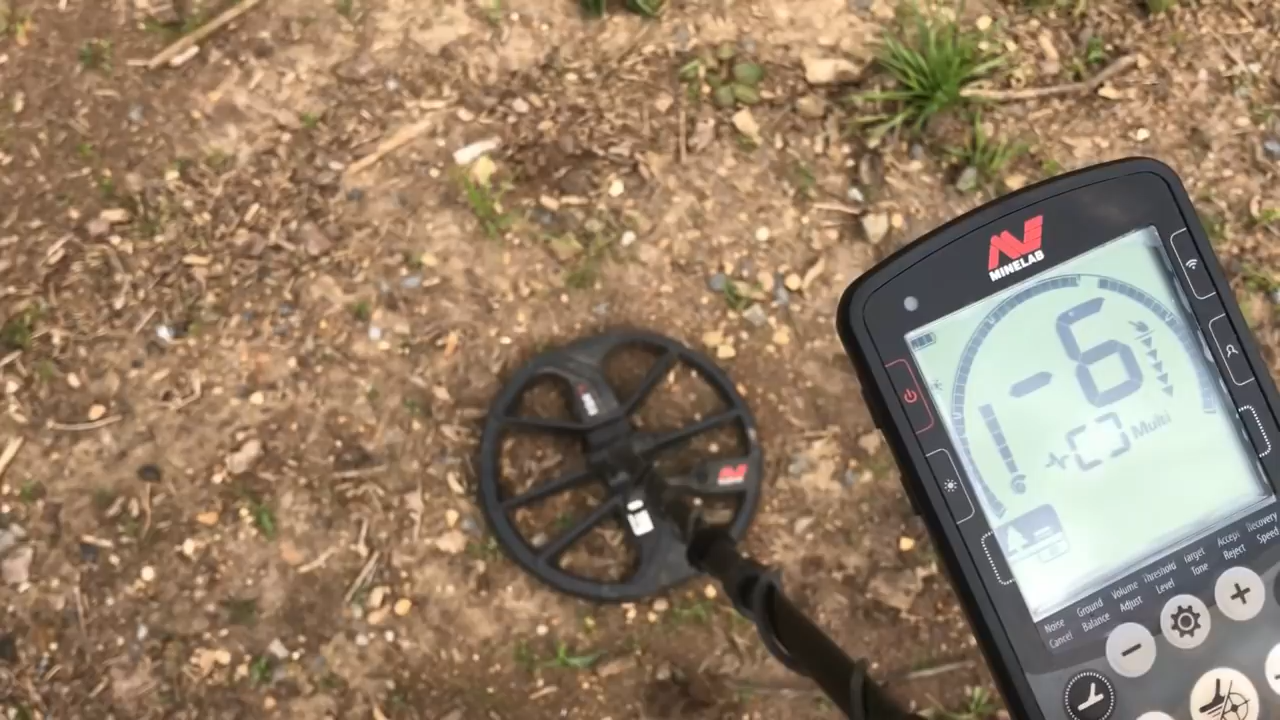 MINELAB
-6
Multi
Noise Cancel
Ground Balance
Volume Adjust
Threshold Level
Target Tone
Accept Reject
Recovery Speed